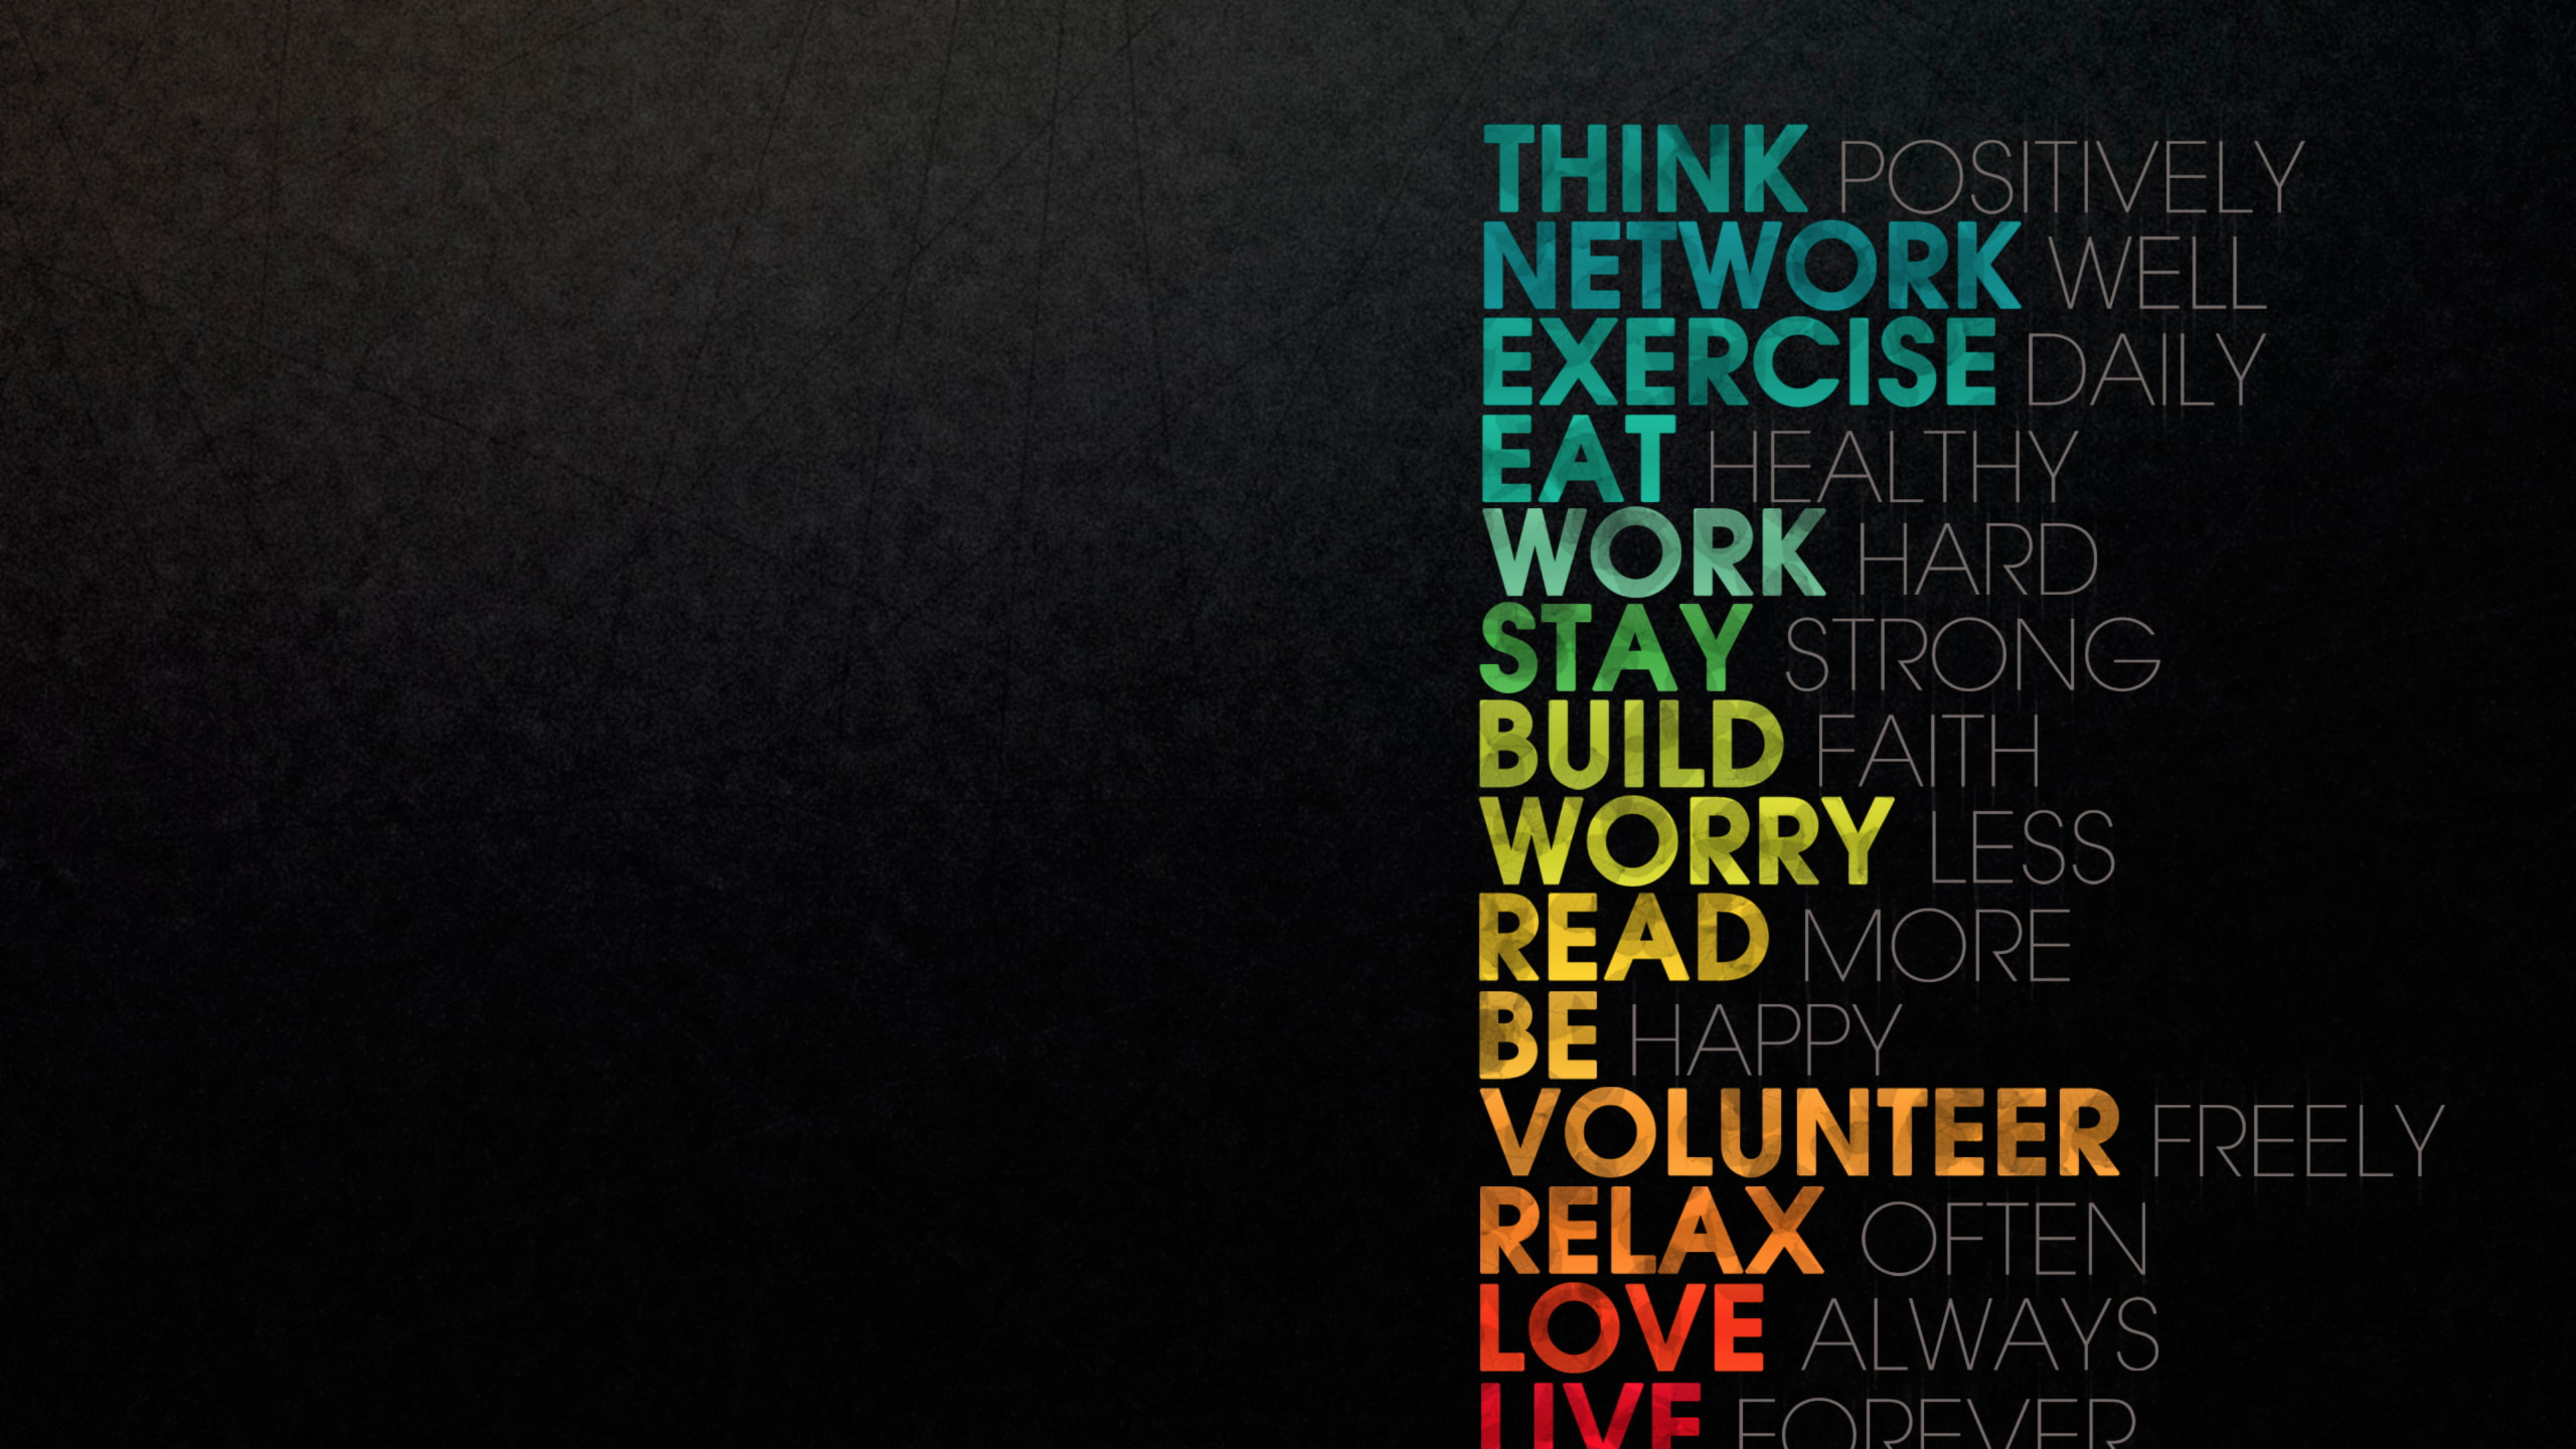 THINK POSITIVELY
NETWORK WELL
EXERCISE DAILY
EAT HEALTHY
WORK HARD
STAY STRONG
BUILD FAITH
WORRY LESS
READ MORE
BE HAPPY
VOLUNTEER FREELY
RELAX OFTEN
LOVE ALWAYS
LIVE FOREVER